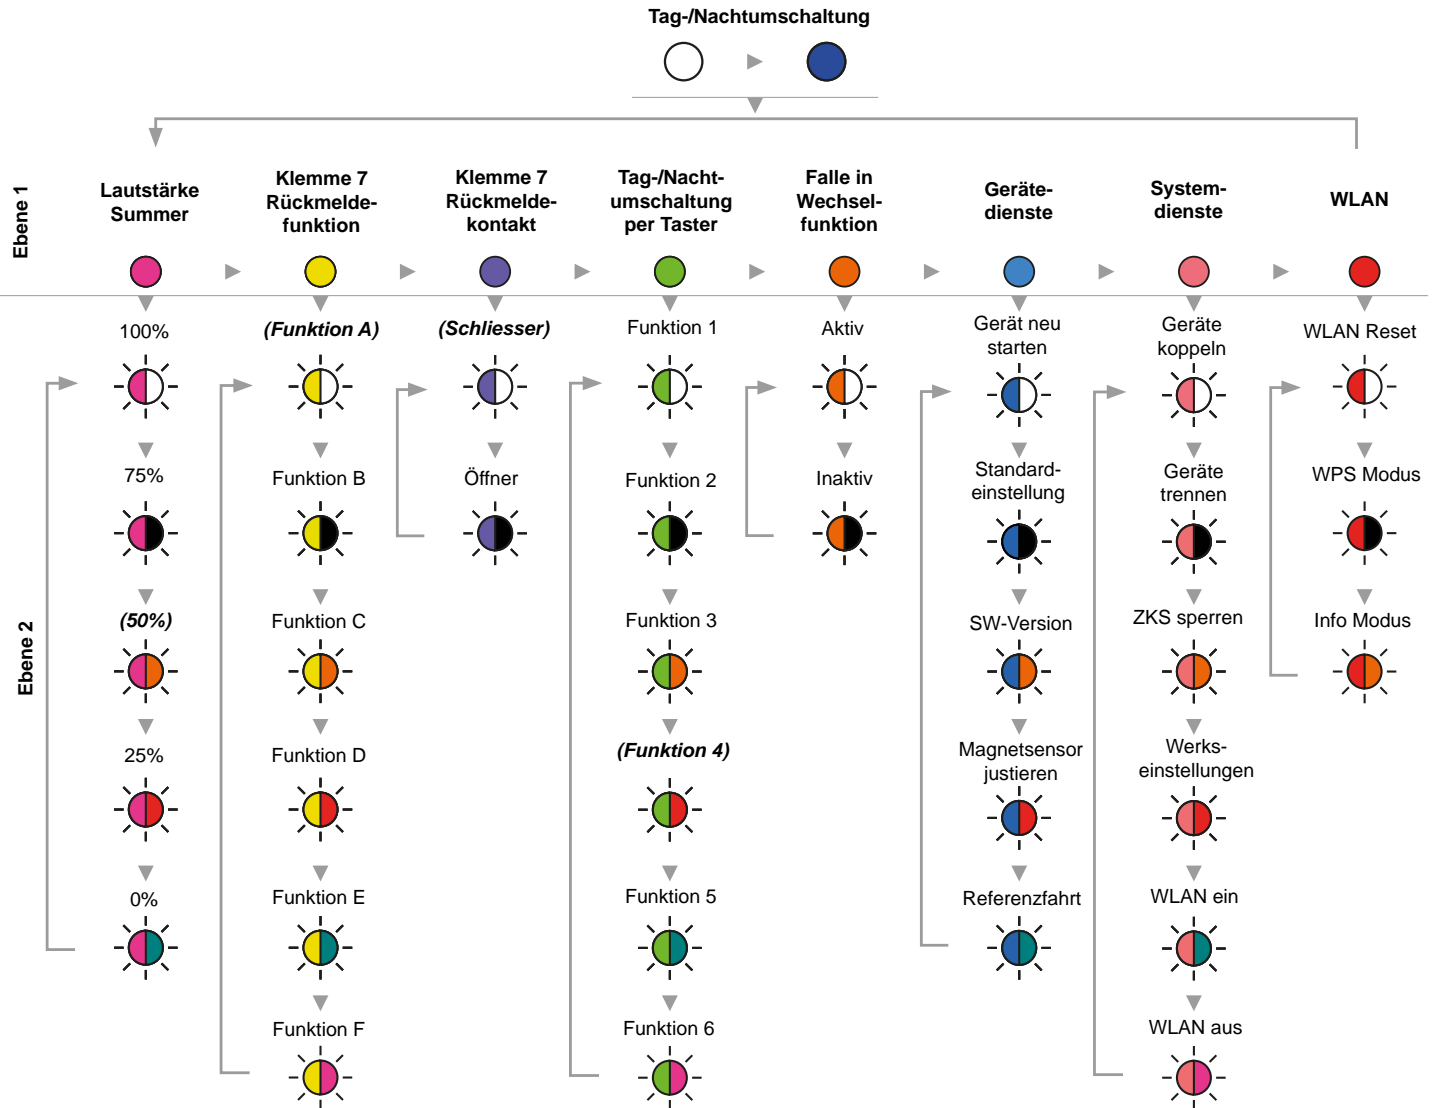 Tag-/Nachtumschaltung
Ebene 1
Lautstärke
Summer
Klemme 7
Rückmelde-
funktion
Klemme 7
Rückmelde-
kontakt
Tag-/Nacht-
umschaltung
per Taster
Falle in
Wechsel-
funktion
Geräte-
dienste
System-
dienste
WLAN
Ebene 2
100%
75%
(50%)
25%
0%
(Funktion A)
Funktion B
Funktion C
Funktion D
Funktion E
Funktion F
(Schliesser)
Öffner
Funktion 1
Funktion 2
Funktion 3
(Funktion 4)
Funktion 5
Funktion 6
Aktiv
Inaktiv
Gerät neu
starten
Standard-
einstellung
SW-Version
Magnetsensor
justieren
Referenzfahrt
Geräte
koppeln
Geräte
trennen
ZKS sperren
Werks-
einstellungen
WLAN ein
WLAN aus
WLAN Reset
WPS Modus
Info Modus